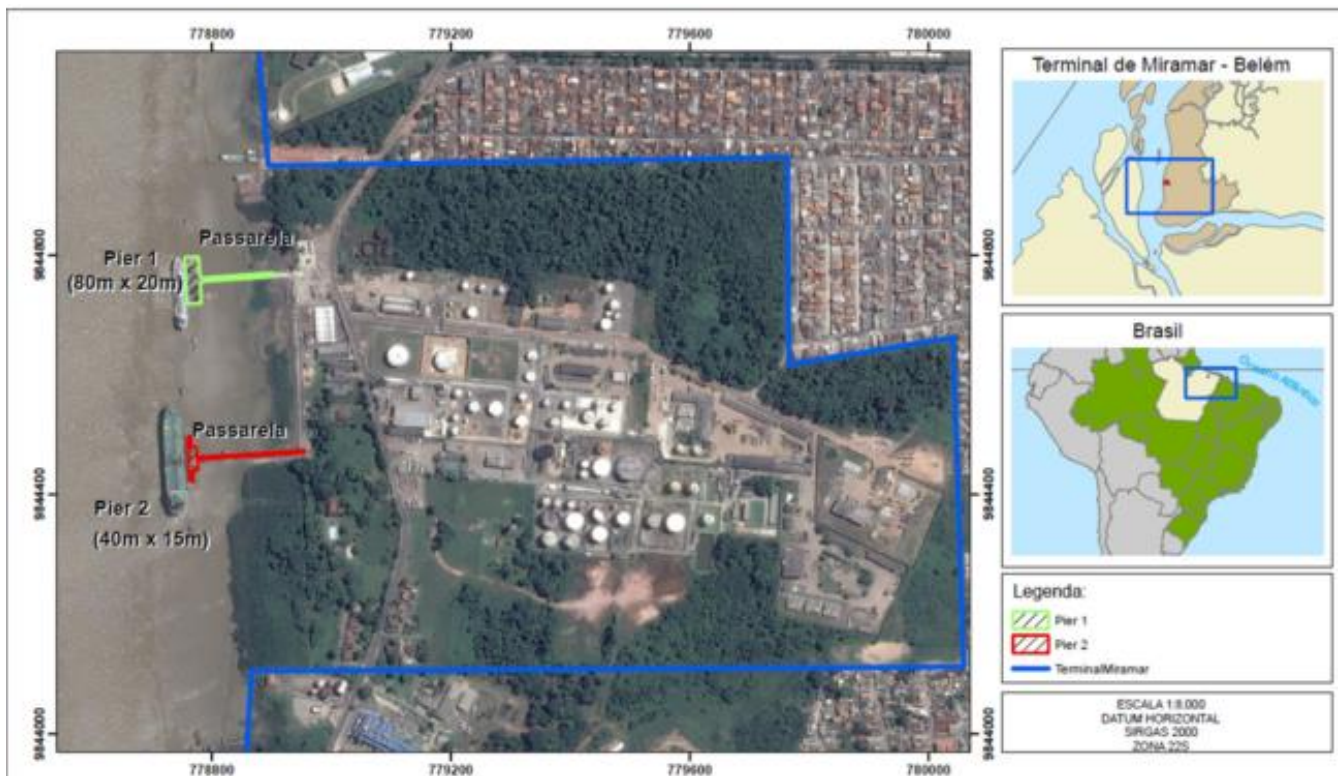 778800
779200
779600
780000
9844800
9844800
Passarela
Pier 1
(80m x 20m)
Passarela
Pier 2
(40m x 15m)
9844400
9844400
9844000
9844000
778800
779200
779600
780000
Terminal de Miramar - Belém
Brasil
Legenda:
Pier 1
Pier 2
TerminalMiramar
ESCALA 1:8.000
DATUM HORIZONTAL
SIRGAS 2000
ZONA 22S